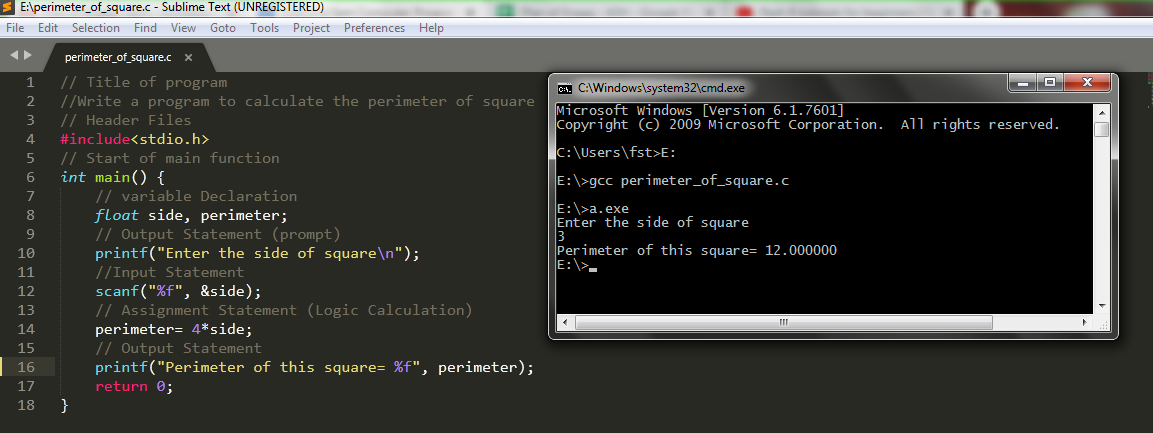 E:\perimeter_of_square.c - Sublime Text (UNREGISTERED)
File Edit Selection Find View Goto Tools Project Preferences Help
perimeter_of_square.c ×
1 // Title of program
2 //Write a program to calculate the perimeter of square
3 // Header Files
4 #include<stdio.h>
5 // Start of main function
6 int main() {
7 // variable Declaration
8 float side, perimeter;
9 // Output Statement (prompt)
10 printf("Enter the side of square\n");
11 //Input Statement
12 scanf("%f", &side);
13 // Assignment Statement (Logic Calculation)
14 perimeter= 4*side;
15 // Output Statement
16 printf("Perimeter of this square= %f", perimeter);
17 return 0;
18 }
C:\Windows\system32\cmd.exe
Microsoft Windows [Version 6.1.7601]
Copyright (c) 2009 Microsoft Corporation.  All rights reserved.
C:\Users\fst>E:
E:\>gcc perimeter_of_square.c
E:\>a.exe
Enter the side of square
3
Perimeter of this square= 12.000000
E:\>